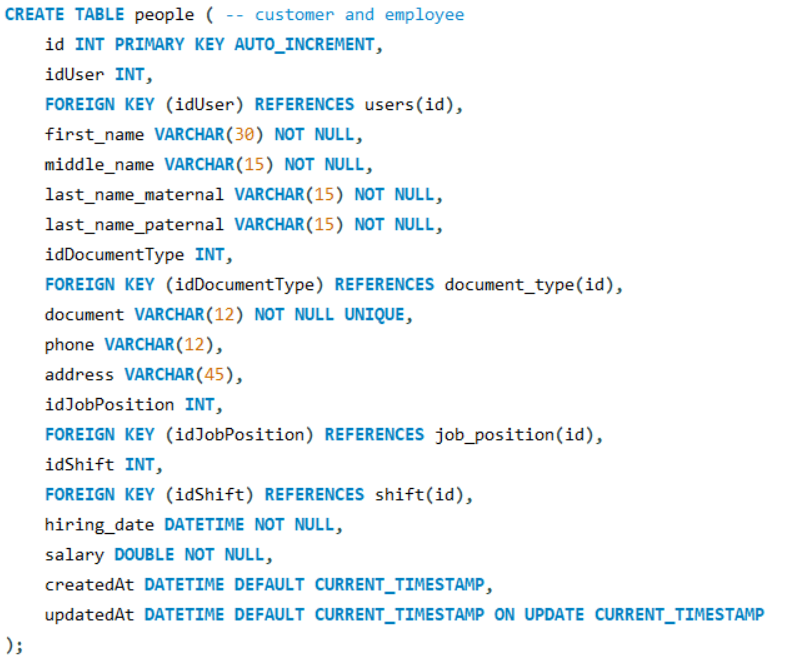 CREATE TABLE people ( -- customer and employee
    id INT PRIMARY KEY AUTO_INCREMENT,
    idUser INT,
    FOREIGN KEY (idUser) REFERENCES users(id),
    first_name VARCHAR(30) NOT NULL,
    middle_name VARCHAR(15) NOT NULL,
    last_name_maternal VARCHAR(15) NOT NULL,
    last_name_paternal VARCHAR(15) NOT NULL,
    idDocumentType INT,
    FOREIGN KEY (idDocumentType) REFERENCES document_type(id),
    document VARCHAR(12) NOT NULL UNIQUE,
    phone VARCHAR(12),
    address VARCHAR(45),
    idJobPosition INT,
    FOREIGN KEY (idJobPosition) REFERENCES job_position(id),
    idShift INT,
    FOREIGN KEY (idShift) REFERENCES shift(id),
    hiring_date DATETIME NOT NULL,
    salary DOUBLE NOT NULL,
    createdAt DATETIME DEFAULT CURRENT_TIMESTAMP,
    updatedAt DATETIME DEFAULT CURRENT_TIMESTAMP ON UPDATE CURRENT_TIMESTAMP
);